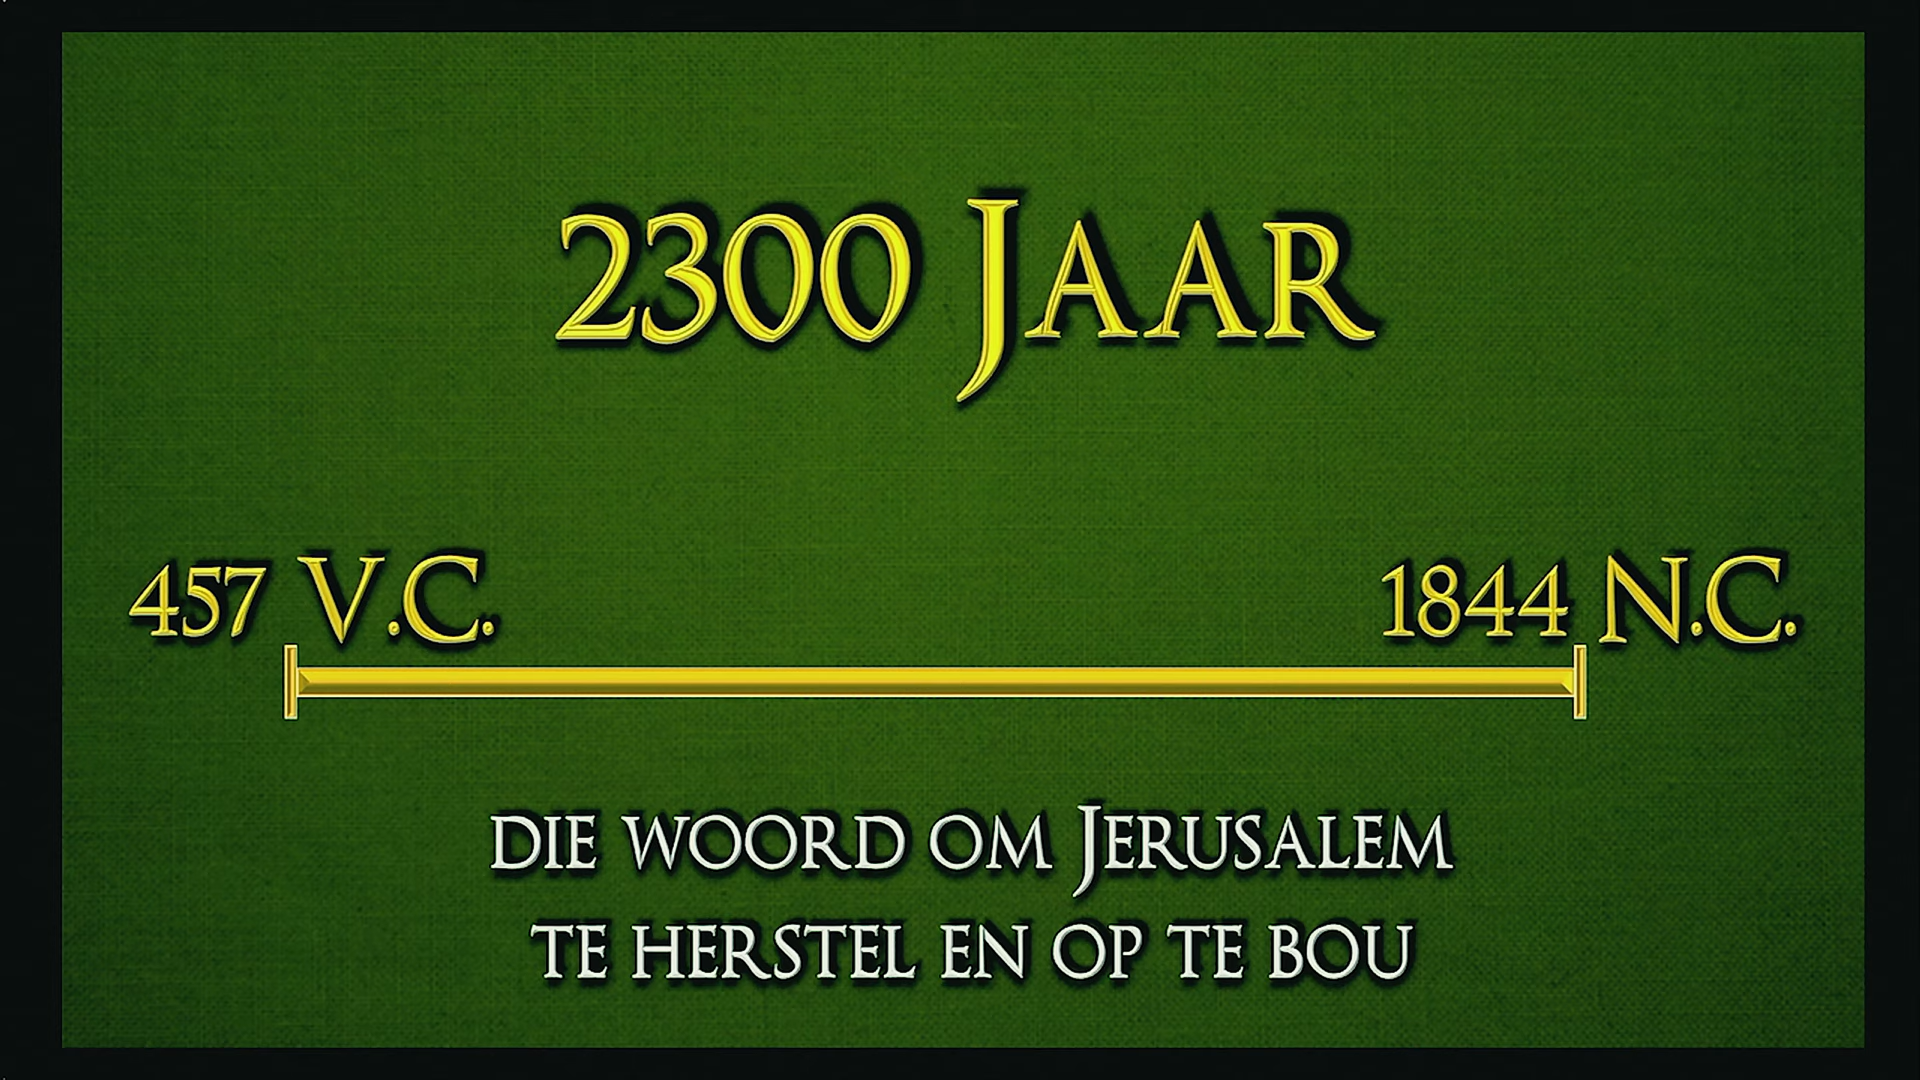 2300 Jaar
457 V.C.
1844 N.C.
DIE WOORD OM JERUSALEM
TE HERSTEL EN OP TE BOU